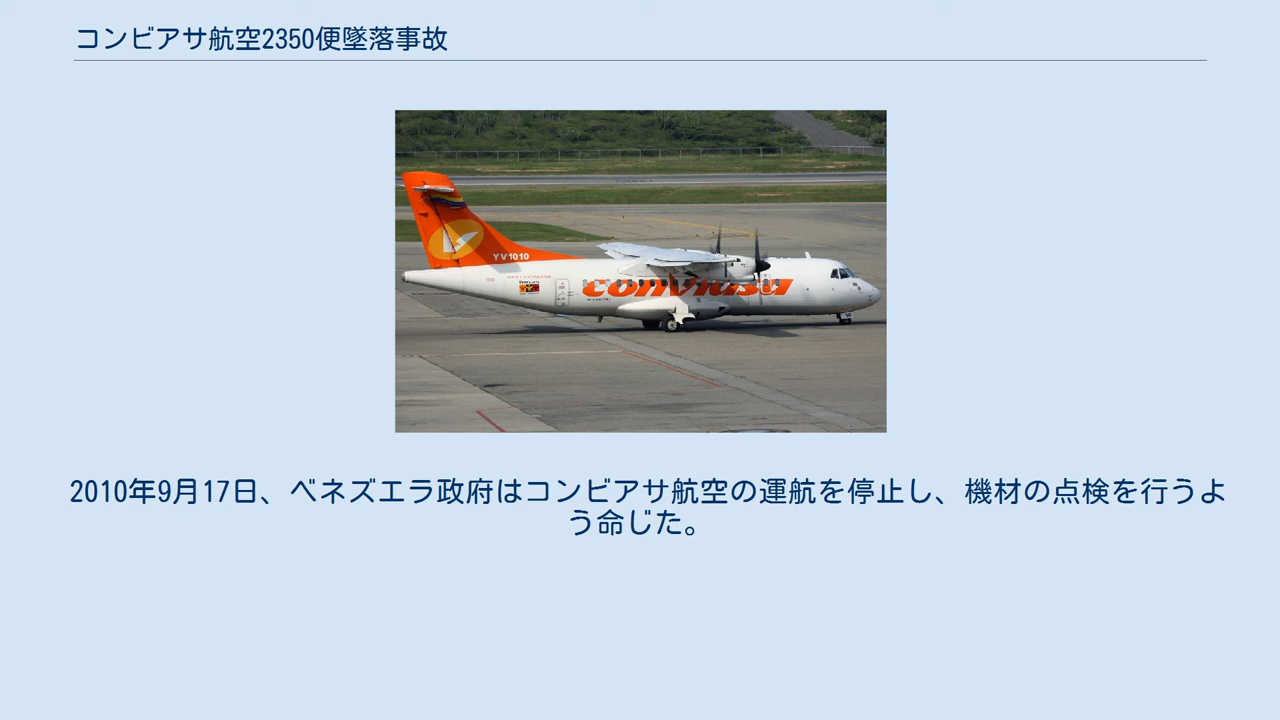 コンビアサ航空2350便墜落事故
YV1010
conviasa
2010年9月17日、ベネズエラ政府はコンビアサ航空の運航を停止し、機材の点検を行うよ
う命じた。